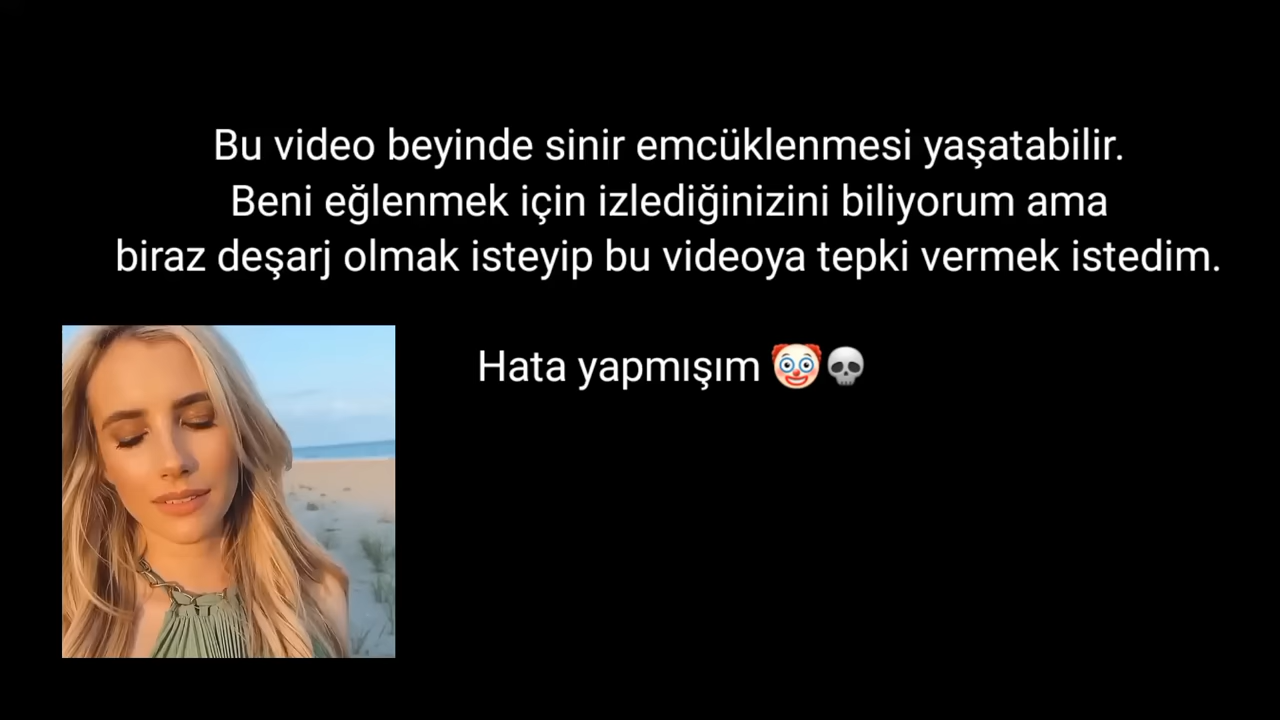 Bu video beyinde sinir emcüklenmesi yaşatabilir.
Beni eğlenmek için izlediğinizini biliyorum ama
biraz deşarj olmak isteyip bu videoya tepki vermek istedim.
Hata yapmışım 🤡💀